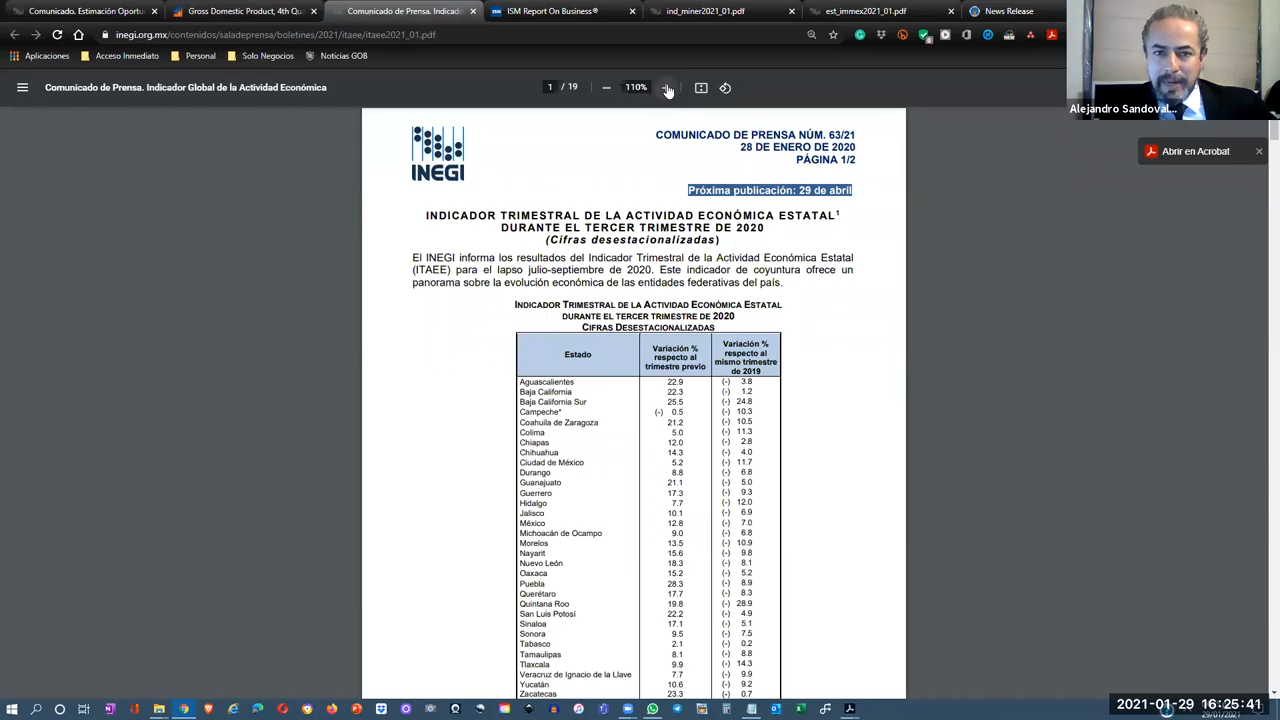 Com. Entorno Oportun
Gross Domestic Product, 4th Qu
Comunicado de Prensa. Indicad
ISM Report On Business®
ind_miner2021_01.pdf
est_immex2021_01.pdf
News Release
inegi.org.mx/contenidos/saladeprensa/boletines/2021/itaee/itaee2021_01.pdf
Aplicaciones
Acceso Inmediato
Personal
Solo Negocios
Noticias GOB
Comunicado de Prensa. Indicador Global de la Actividad Económica
1 / 19
110%
Alejandro Sandoval...
Abrir en Acrobat
INEGI
COMUNICADO DE PRENSA NÚM. 63/21
28 DE ENERO DE 2020
PÁGINA 1/2
Próxima publicación: 29 de abril
INDICADOR TRIMESTRAL DE LA ACTIVIDAD ECONÓMICA ESTATAL1
DURANTE EL TERCER TRIMESTRE DE 2020
(Cifras desestacionalizadas)
El INEGI informa los resultados del Indicador Trimestral de la Actividad Económica Estatal
(ITAEE) para el lapso julio-septiembre de 2020. Este indicador de coyuntura ofrece un
panorama sobre la evolución económica de las entidades federativas del país.
INDICADOR TRIMESTRAL DE LA ACTIVIDAD ECONÓMICA ESTATAL
DURANTE EL TERCER TRIMESTRE DE 2020
CIFRAS DESESTACIONALIZADAS
Estado
Variación %
respecto al
trimestre previo
Variación %
respecto al
mismo trimestre
de 2019
Aguascalientes 22.9 (-) 3.8
Baja California 22.3 (-) 1.2
Baja California Sur 25.5 (-) 24.8
Campeche* (-) 0.5 (-) 10.3
Coahuila de Zaragoza 21.2 (-) 10.5
Colima 5.0 (-) 11.3
Chiapas 12.0 (-) 2.8
Chihuahua 14.3 (-) 4.0
Ciudad de México 5.2 (-) 11.7
Durango 8.8 (-) 6.8
Guanajuato 21.1 (-) 5.0
Guerrero 17.3 (-) 9.3
Hidalgo 7.7 (-) 12.0
Jalisco 10.1 (-) 6.9
México 12.8 (-) 7.0
Michoacán de Ocampo 9.0 (-) 6.8
Morelos 13.5 (-) 10.9
Nayarit 15.6 (-) 9.8
Nuevo León 18.3 (-) 8.1
Oaxaca 15.2 (-) 5.2
Puebla 28.3 (-) 8.9
Querétaro 17.7 (-) 8.3
Quintana Roo 19.8 (-) 28.9
San Luis Potosí 22.2 (-) 4.9
Sinaloa 17.1 (-) 5.1
Sonora 9.5 (-) 7.5
Tabasco 2.1 (-) 0.2
Tamaulipas 8.1 (-) 8.8
Tlaxcala 9.9 (-) 14.3
Veracruz de Ignacio de la Llave 7.7 (-) 9.9
Yucatán 10.6 (-) 9.2
Zacatecas 23.3 (-) 0.7
2021-01-29 16:25:41
29/01/2021